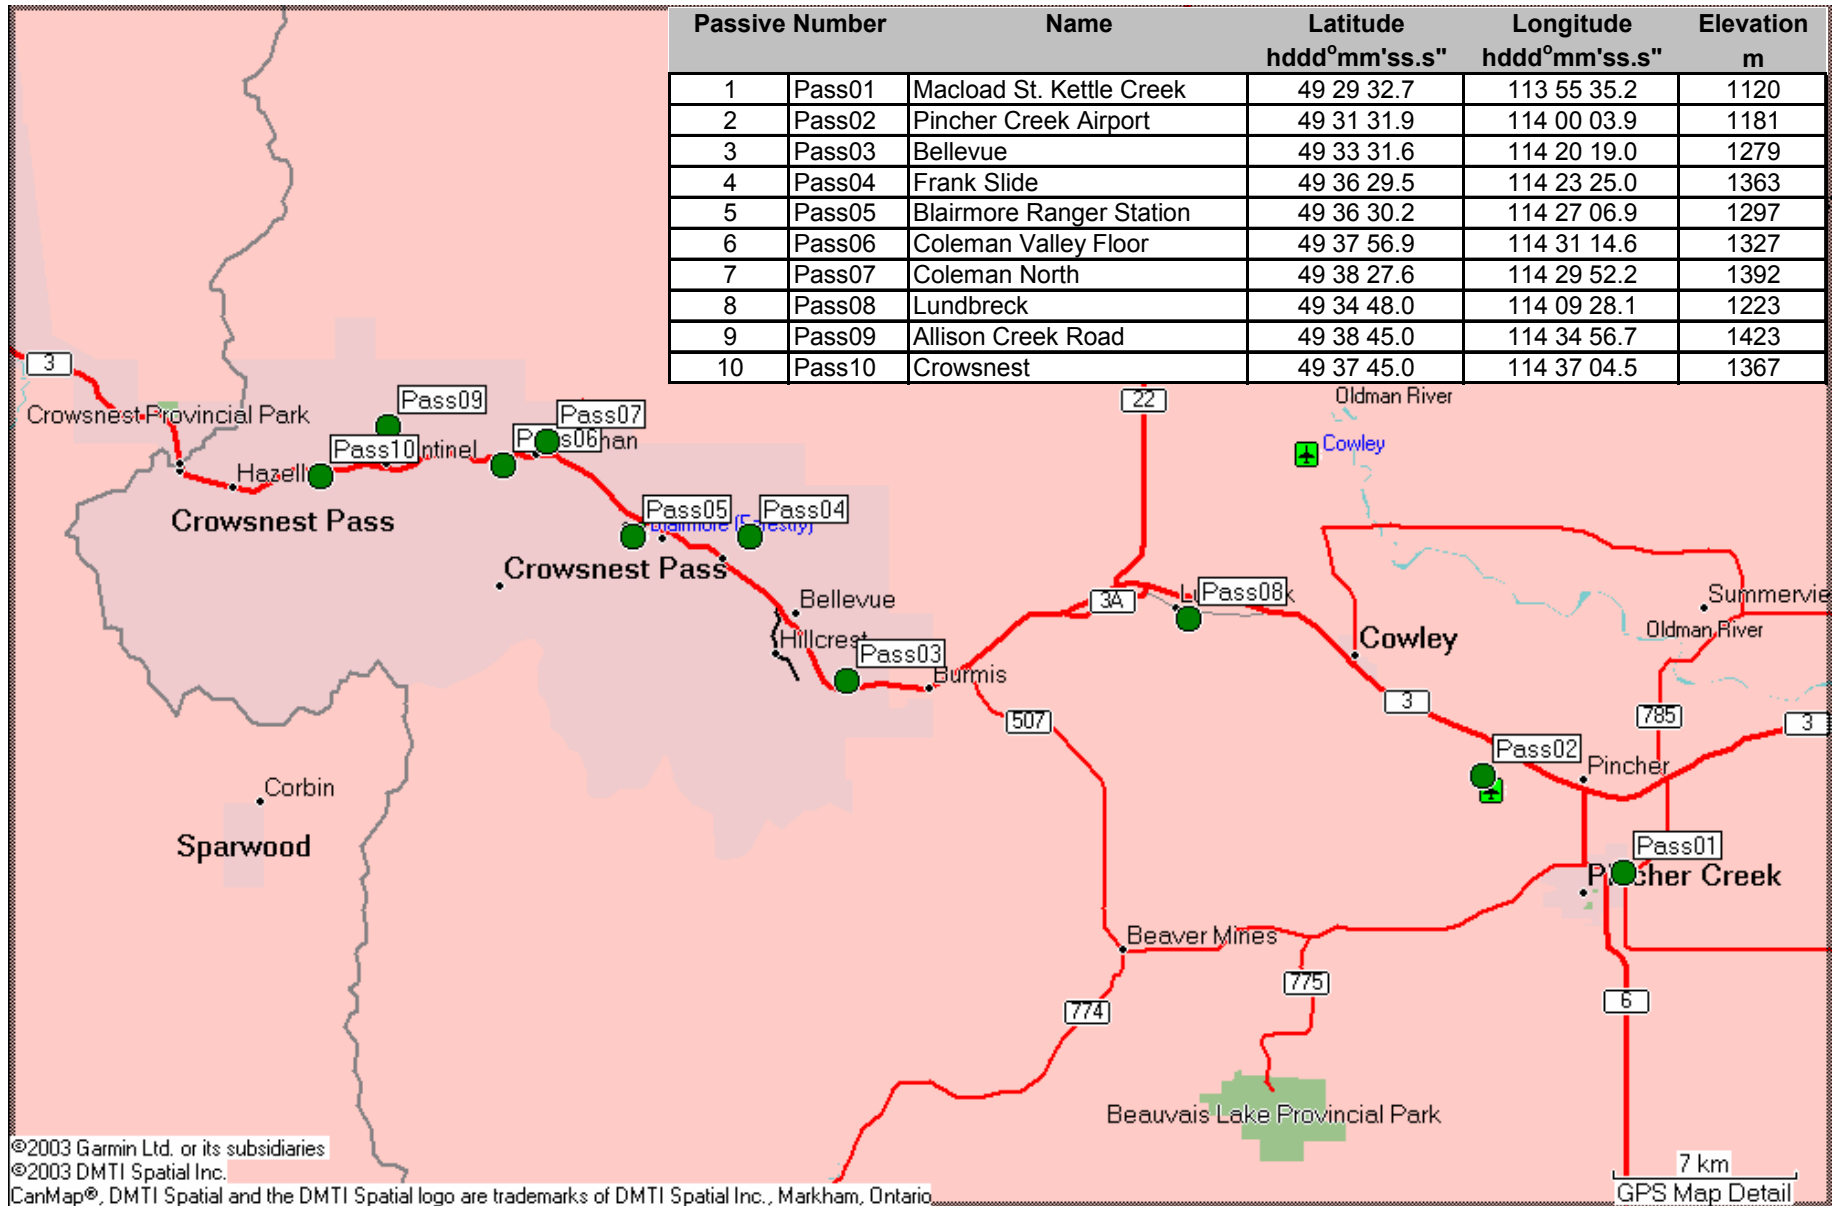 Passive Number Name Latitude Longitude Elevation
hddd°mm'ss.s" hddd°mm'ss.s" m
1 Pass01 Macload St. Kettle Creek 49 29 32.7 113 55 35.2 1120
2 Pass02 Pincher Creek Airport 49 31 31.9 114 00 03.9 1181
3 Pass03 Bellevue 49 33 31.6 114 20 19.0 1279
4 Pass04 Frank Slide 49 36 29.5 114 23 25.0 1363
5 Pass05 Blairmore Ranger Station 49 36 30.2 114 27 06.9 1297
6 Pass06 Coleman Valley Floor 49 37 56.9 114 31 14.6 1327
7 Pass07 Coleman North 49 38 27.6 114 29 52.2 1392
8 Pass08 Lundbreck 49 34 48.0 114 09 28.1 1223
9 Pass09 Allison Creek Road 49 38 45.0 114 34 56.7 1423
10 Pass10 Crowsnest 49 37 45.0 114 37 04.5 1367
3
22
Oldman River
Crowsnest Provincial Park
Pass09
Pass07
Pass10
Cowley
Hazell
Crowsnest Pass
Pass05
Pass04
Crowsnest Pass
Bellevue
3A
Pass08
Summervie
Hillcrest
Pass03
Cowley
Oldman River
Burmis
507
3
785
3
Pass02
Pincher
Corbin
Sparwood
Pass01
Beaver Mines
774
775
6
Beauvais Lake Provincial Park
©2003 Garmin Ltd. or its subsidiaries
©2003 DMTI Spatial Inc.
CanMap®, DMTI Spatial and the DMTI Spatial logo are trademarks of DMTI Spatial Inc., Markham, Ontario
7 km
GPS Map Detail